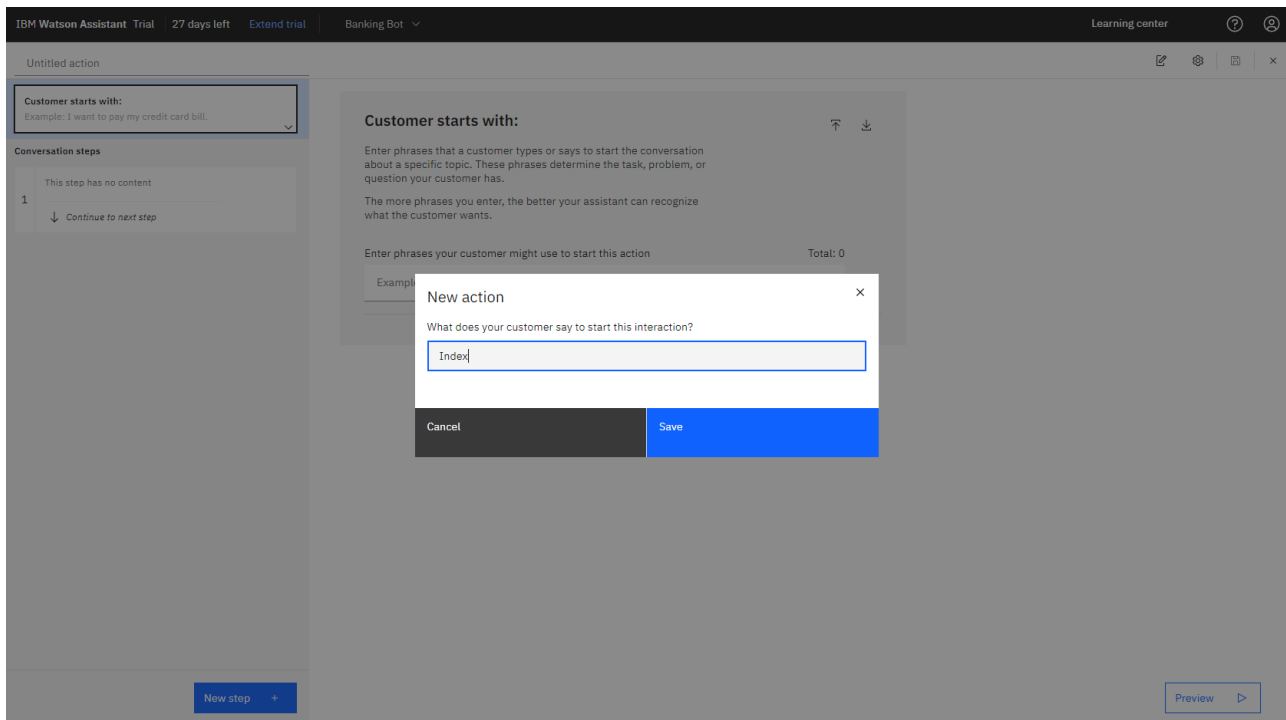 IBM Watson Assistant Trial 27 days left Extend trial Banking Bot Learning center
Untitled action
Customer starts with:
Example: I want to pay my credit card bill.
Conversation steps
1
This step has no content
Continue to next step
Customer starts with:
Enter phrases that a customer types or says to start the conversation
about a specific topic. These phrases determine the task, problem, or
question your customer has.
The more phrases you enter, the better your assistant can recognize
what the customer wants.
Enter phrases your customer might use to start this action Total: 0
Exampl
New action
What does your customer say to start this interaction?
Index
Cancel Save
New step +
Preview